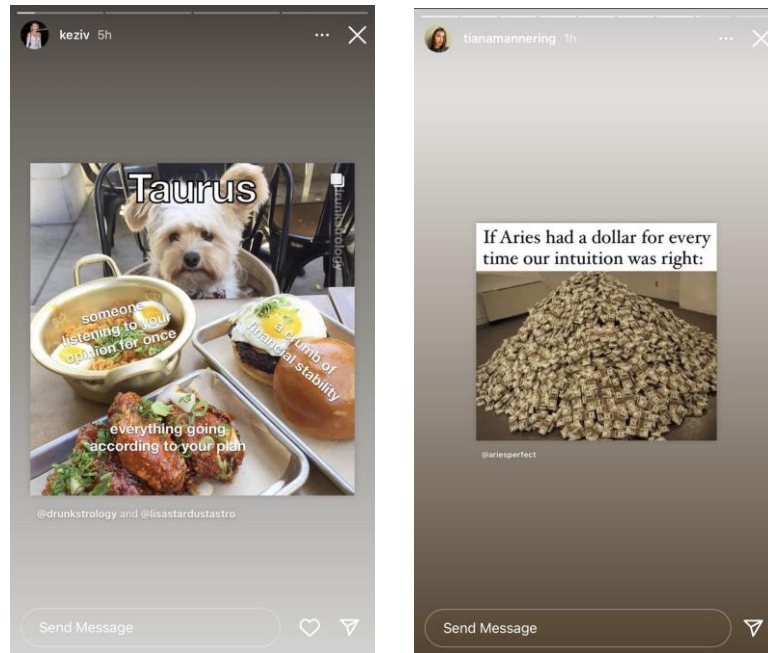 keziv 5h
Taurus
drunkstrology
someone
listening to your
opinion for once
a crumb of
financial stability
everything going
according to your plan
@drunkstrology and @lisastardustastro
Send Message
tianamannering 1h
If Aries had a dollar for every
time our intuition was right:
@ariesperfect
Send Message